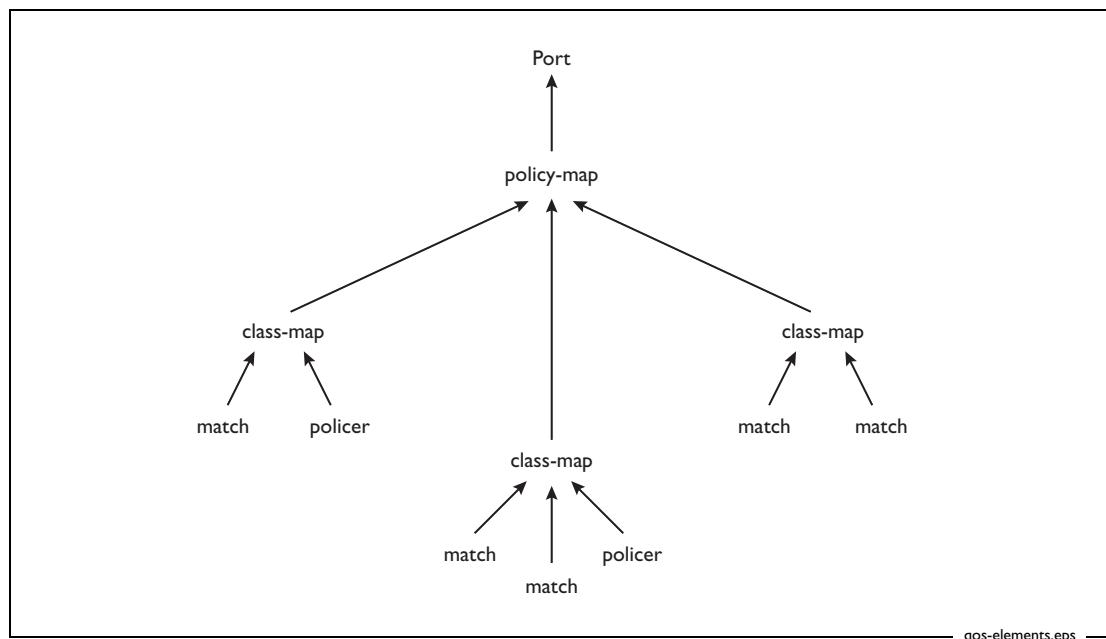 Port
policy-map
class-map
class-map
match
policer
match
match
class-map
match
policer
match
qos-elements.eps